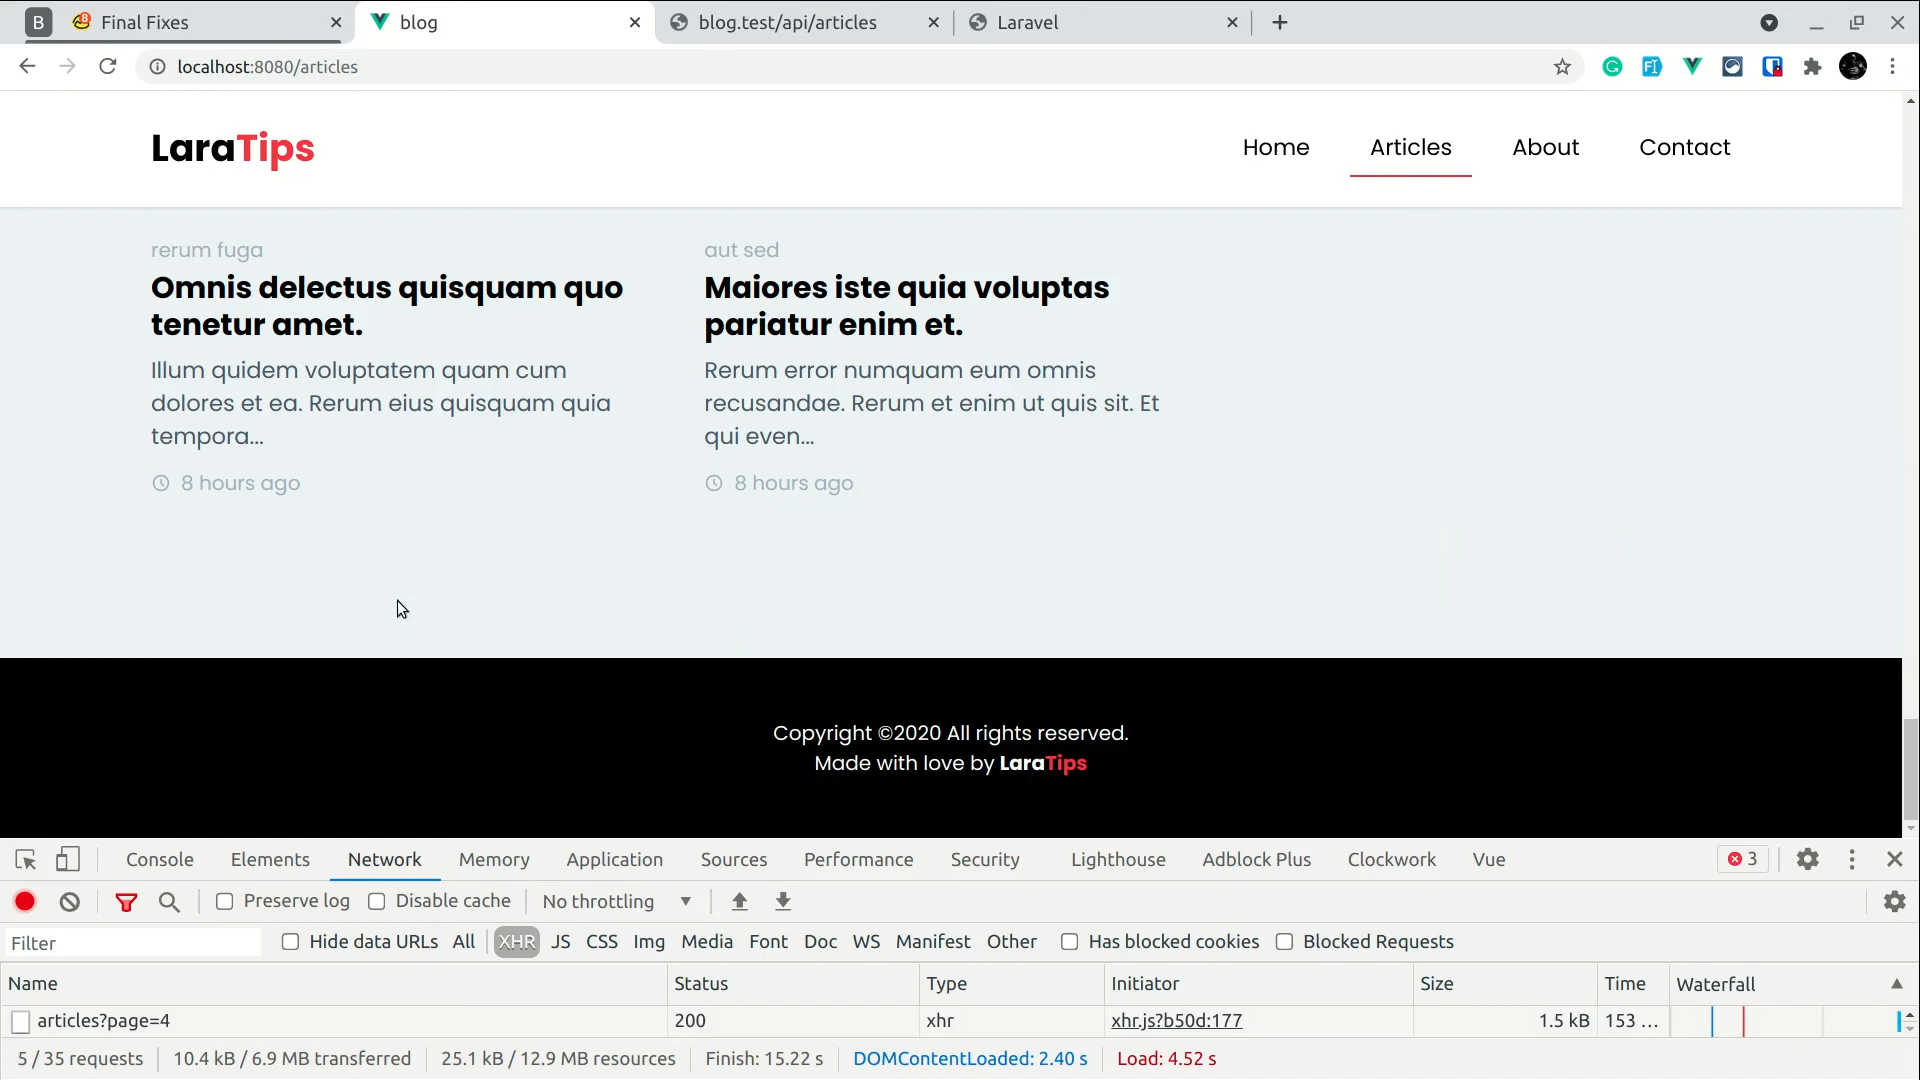 B Final Fixes blog blog.test/api/articles Laravel
localhost:8080/articles
LaraTips Home Articles About Contact
rerum fuga
Omnis delectus quisquam quo
tenetur amet.
Illum quidem voluptatem quam cum
dolores et ea. Rerum eius quisquam quia
tempora...
8 hours ago
aut sed
Maiores iste quia voluptas
pariatur enim et.
Rerum error numquam eum omnis
recusandae. Rerum et enim ut quis sit. Et
qui even...
8 hours ago
Copyright ©2020 All rights reserved.
Made with love by LaraTips
Console Elements Network Memory Application Sources Performance Security Lighthouse Adblock Plus Clockwork Vue 3
Preserve log Disable cache No throttling
Filter Hide data URLs All XHR JS CSS Img Media Font Doc WS Manifest Other Has blocked cookies Blocked Requests
Name Status Type Initiator Size Time Waterfall
articles?page=4 200 xhr xhr.js?b50d:177 1.5 kB 153 ...
5 / 35 requests 10.4 kB / 6.9 MB transferred 25.1 kB / 12.9 MB resources Finish: 15.22 s DOMContentLoaded: 2.40 s Load: 4.52 s